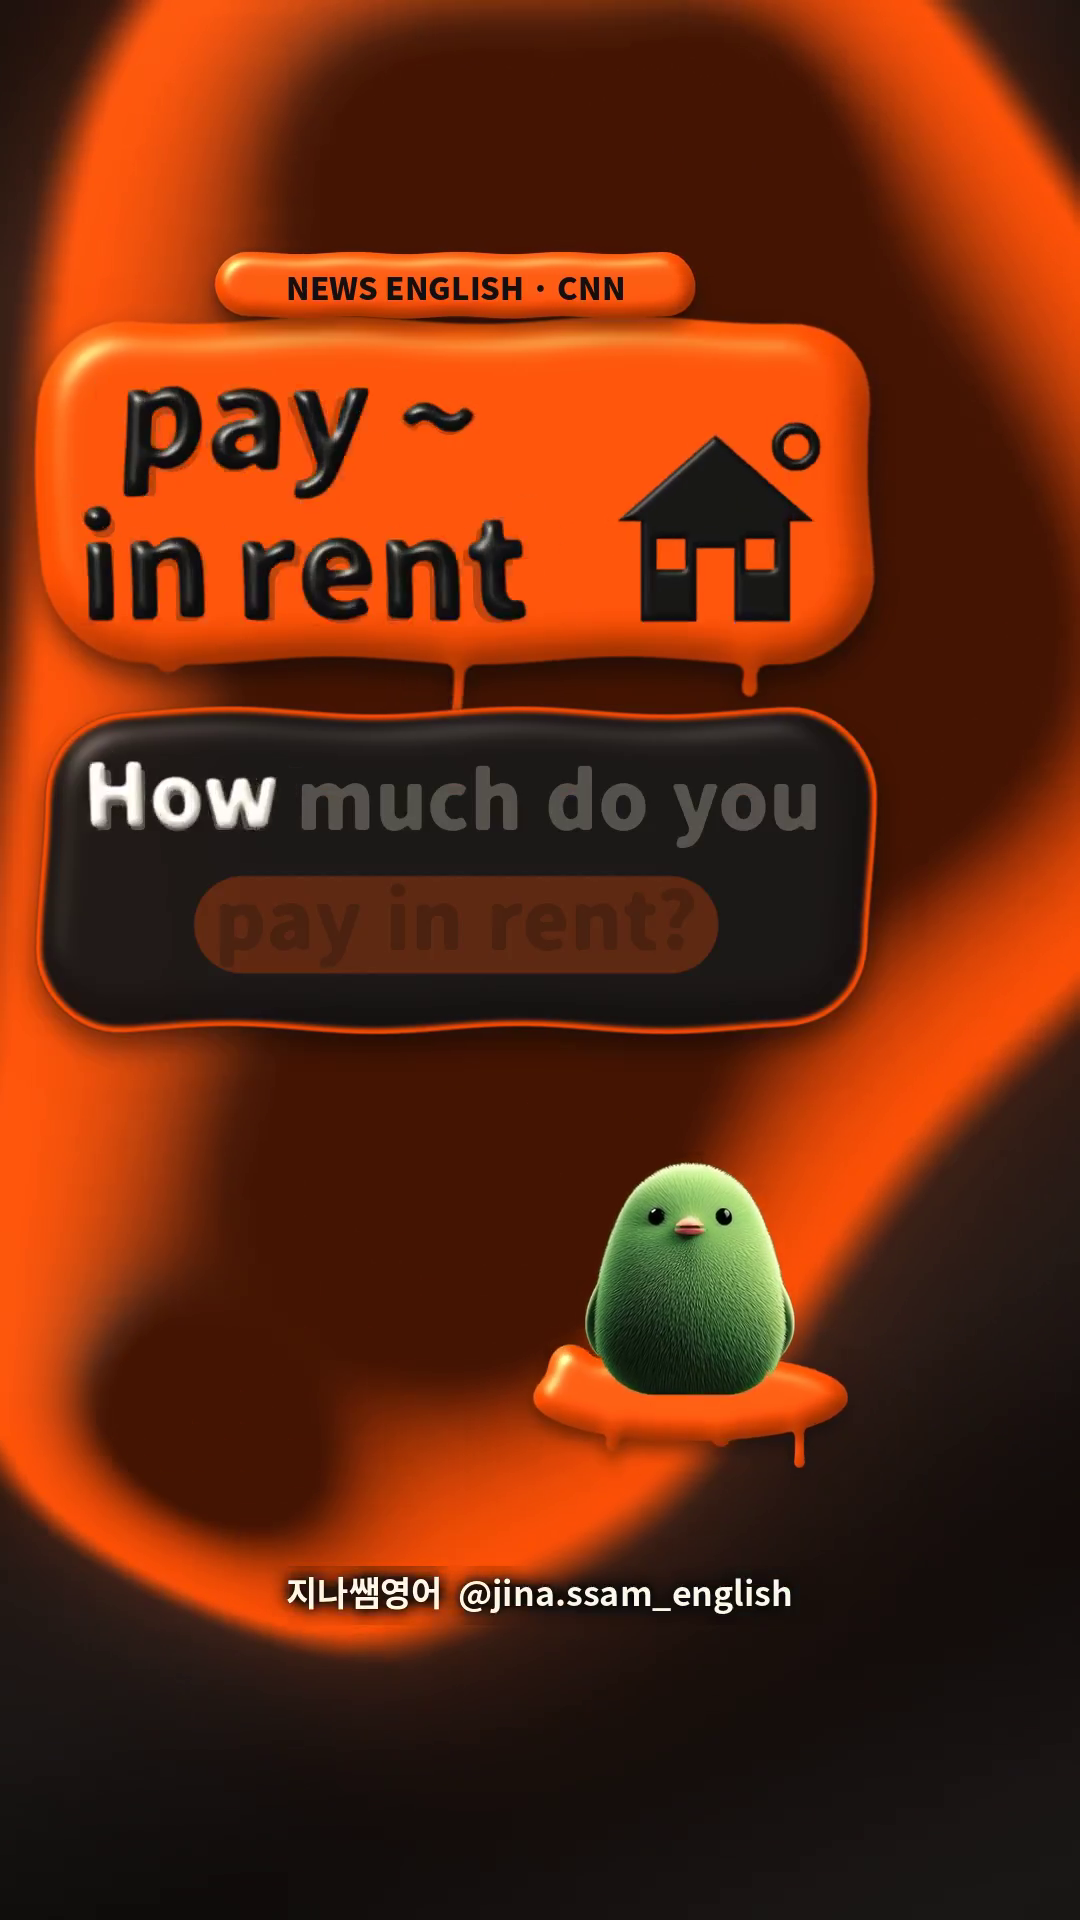 NEWS ENGLISH · CNN
pay ~
in rent
How much do you
pay in rent?
지나쌤영어 @jina.ssam_english